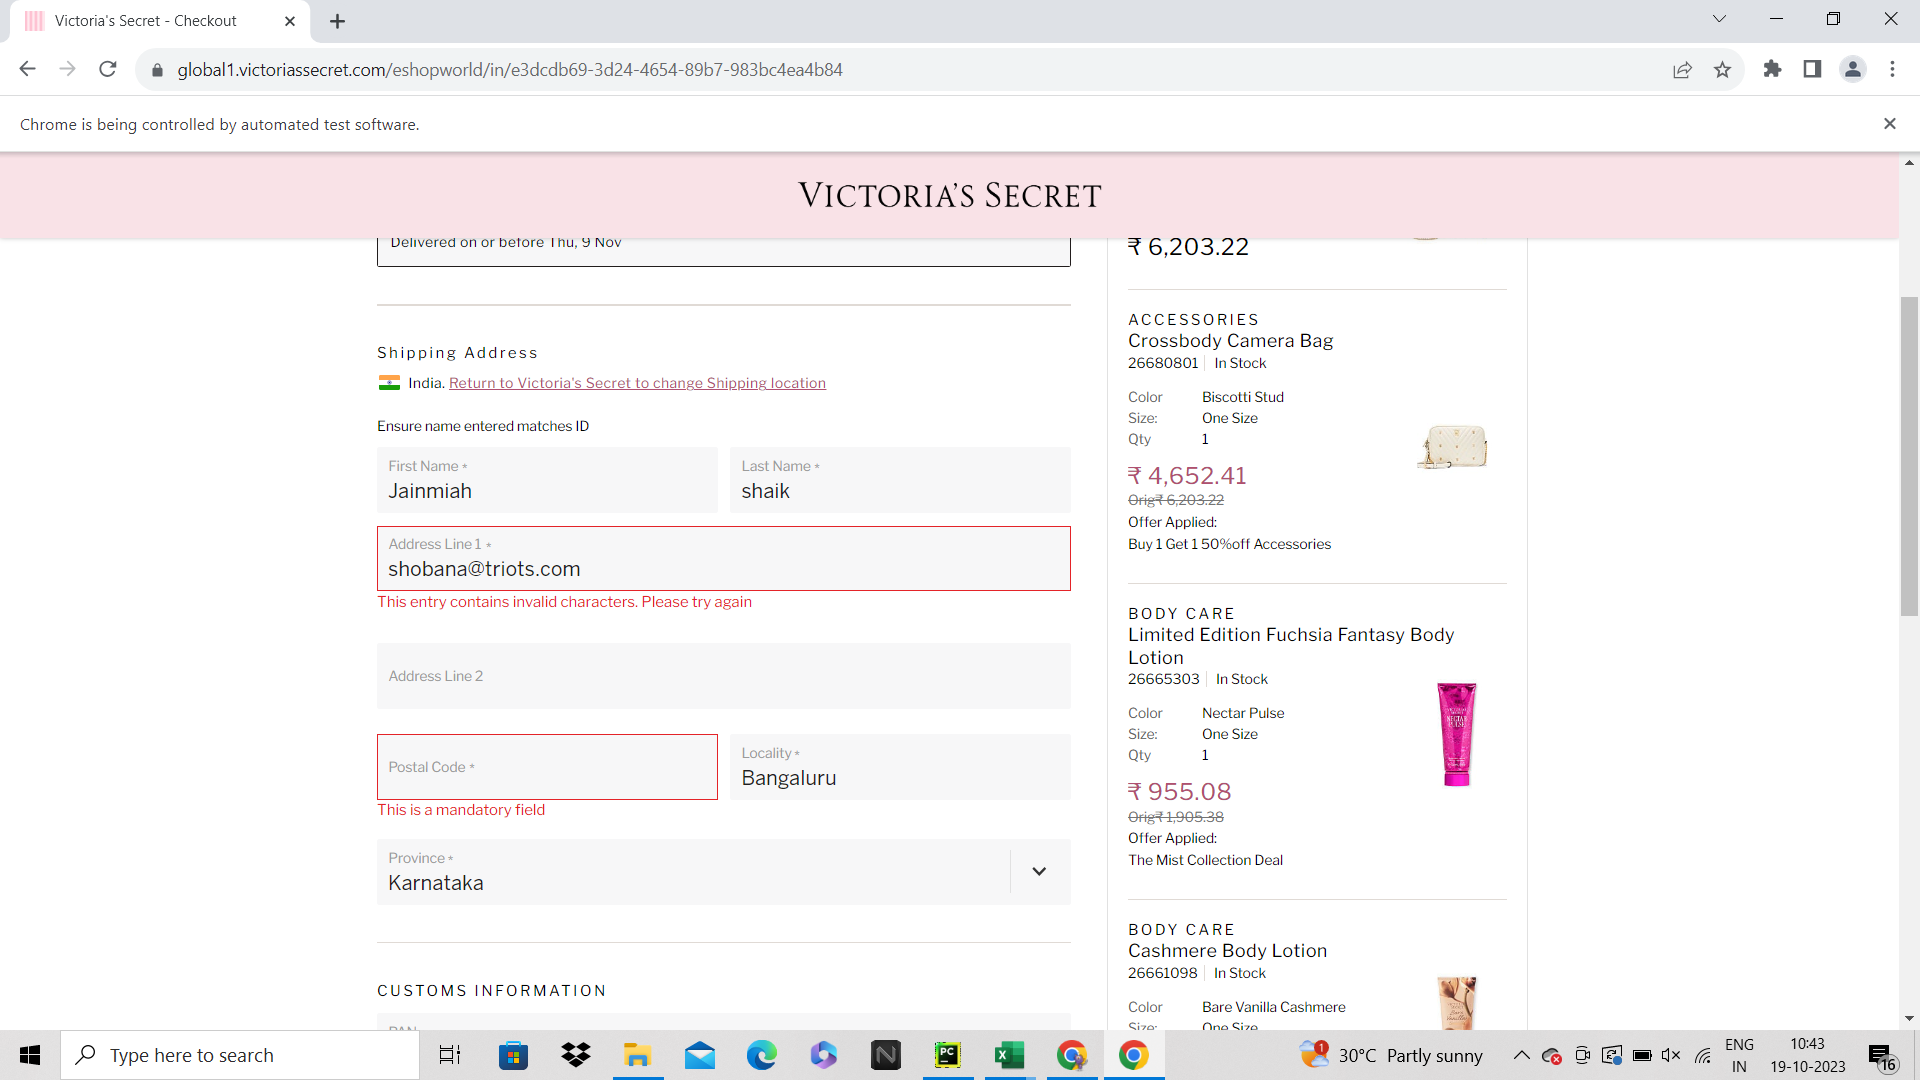 Victoria's Secret - Checkout
global1.victoriassecret.com/eshopworld/in/e3dcdb69-3d24-4654-89b7-983bc4ea4b84
Chrome is being controlled by automated test software.
VICTORIA'S SECRET
Delivered on or before Thu, 9 Nov
Shipping Address
India. Return to Victoria's Secret to change Shipping location
Ensure name entered matches ID
First Name *
Jainmiah
Last Name *
shaik
Address Line 1 *
shobana@triots.com
This entry contains invalid characters. Please try again
Address Line 2
Postal Code *
This is a mandatory field
Locality *
Bangaluru
Province *
Karnataka
CUSTOMS INFORMATION
PAN
₹ 6,203.22
ACCESSORIES
Crossbody Camera Bag
26680801 In Stock
Color Biscotti Stud
Size: One Size
Qty 1
₹ 4,652.41
Orig₹ 6,203.22
Offer Applied:
Buy 1 Get 1 50%off Accessories
BODY CARE
Limited Edition Fuchsia Fantasy Body
Lotion
26665303 In Stock
Color Nectar Pulse
Size: One Size
Qty 1
₹ 955.08
Orig₹ 1,905.38
Offer Applied:
The Mist Collection Deal
BODY CARE
Cashmere Body Lotion
26661098 In Stock
Color Bare Vanilla Cashmere
Size: One Size
Type here to search
30°C Partly sunny
ENG
IN
10:43
19-10-2023
16